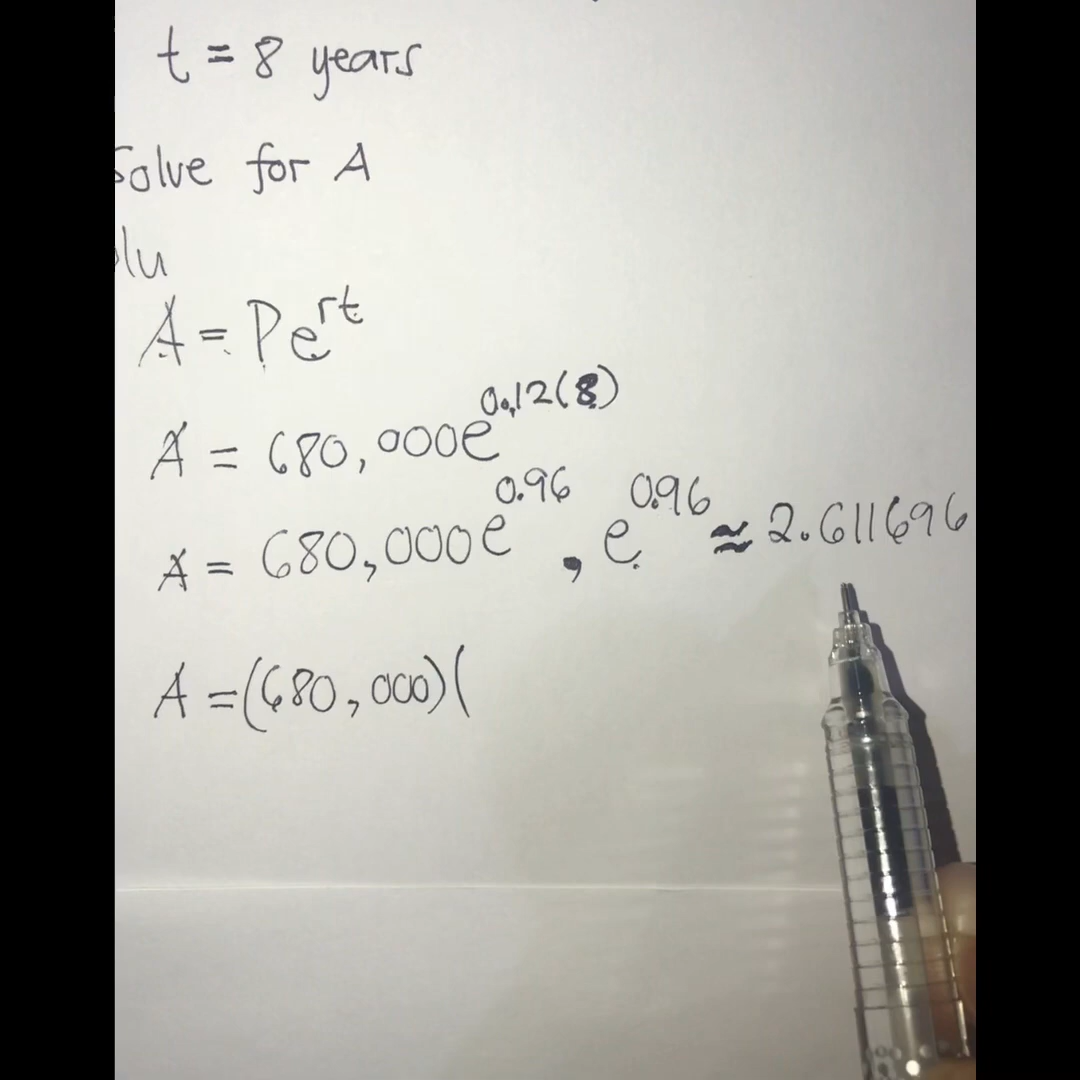 t = 8 years
Solve for A
olu
A = Pe^rt
A = 680,000e^0.12(8)
A = 680,000e^0.96 , e^0.96 ≈ 2.611696
A =(680,000)(